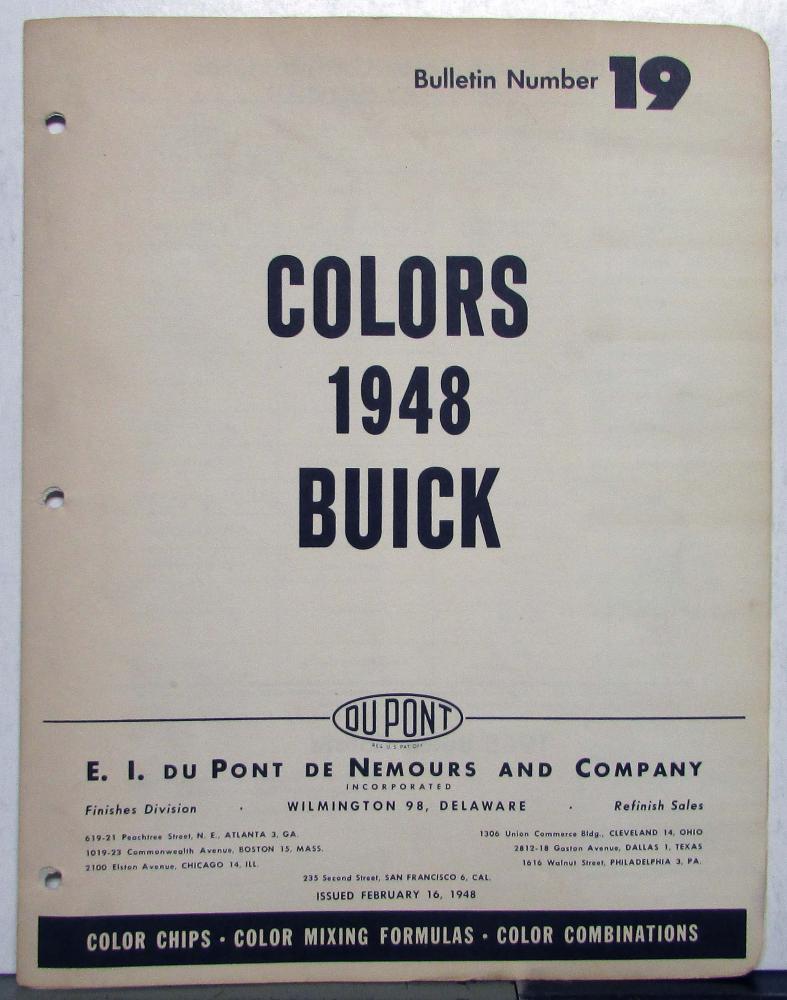 Bulletin Number 19
COLORS
1948
BUICK
DU PONT
REG. U.S. PAT. OFF.
E. I. DU PONT DE NEMOURS AND COMPANY
INCORPORATED
Finishes Division · WILMINGTON 98, DELAWARE · Refinish Sales
619-21 Peachtree Street, N. E., ATLANTA 3, GA. 1306 Union Commerce Bldg., CLEVELAND 14, OHIO
1019-23 Commonwealth Avenue, BOSTON 15, MASS. 2812-18 Gaston Avenue, DALLAS 1, TEXAS
2100 Elston Avenue, CHICAGO 14, ILL. 1616 Walnut Street, PHILADELPHIA 3, PA.
235 Second Street, SAN FRANCISCO 6, CAL.
ISSUED FEBRUARY 16, 1948
COLOR CHIPS · COLOR MIXING FORMULAS · COLOR COMBINATIONS